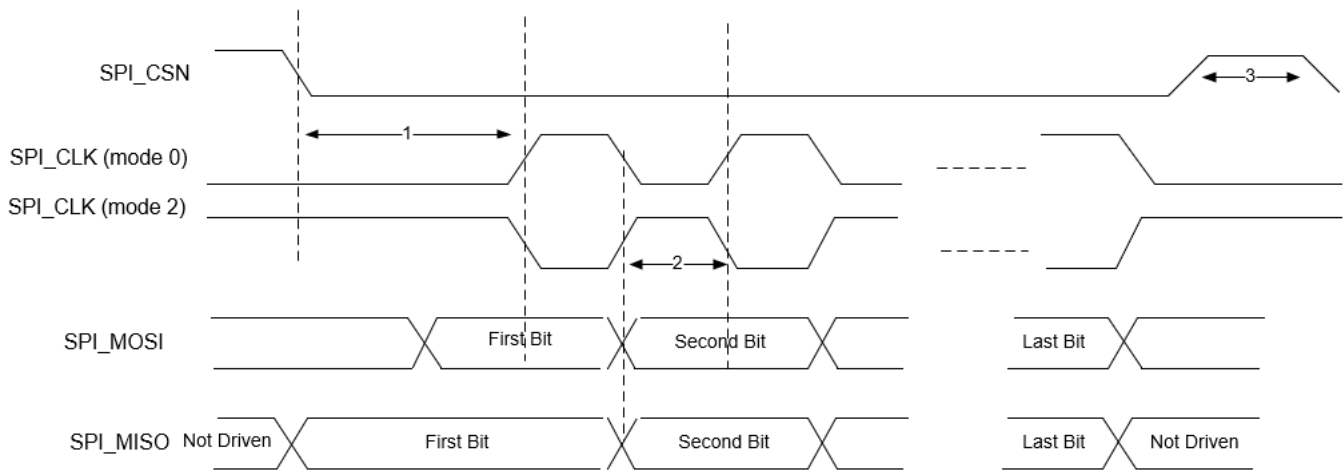 SPI_CSN
3
1
SPI_CLK (mode 0)
SPI_CLK (mode 2)
2
SPI_MOSI
First Bit
Second Bit
Last Bit
SPI_MISO
Not Driven
First Bit
Second Bit
Last Bit
Not Driven